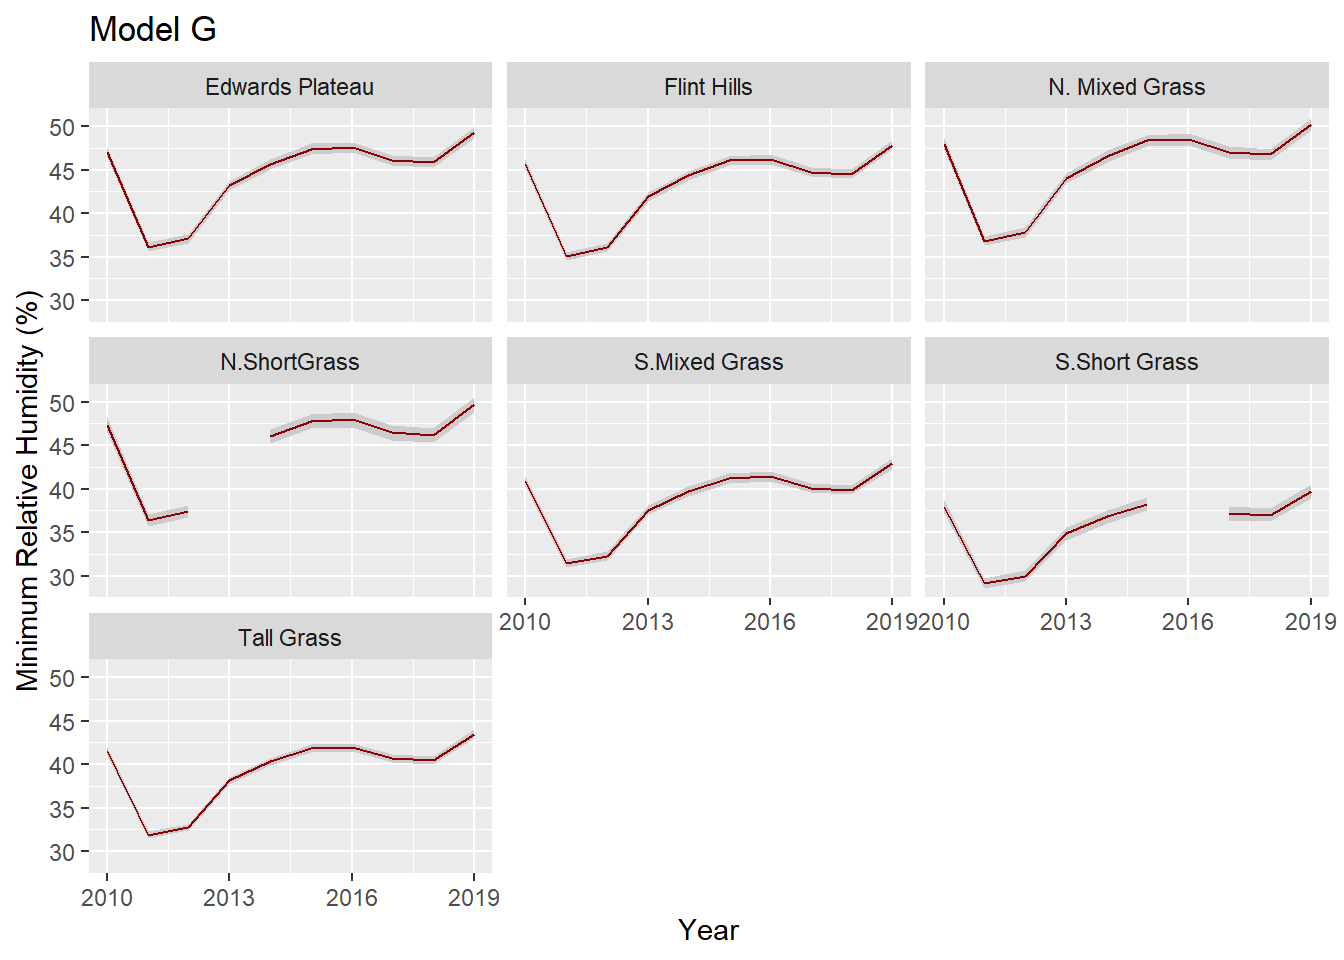 Model G
Edwards Plateau
Flint Hills
N. Mixed Grass
50
45
40
35
30
N.ShortGrass
S.Mixed Grass
S.Short Grass
50
45
40
35
30
2010 2013 2016 2019
2010 2013 2016 2019
Tall Grass
50
45
40
35
30
2010 2013 2016 2019
Minimum Relative Humidity (%)
Year